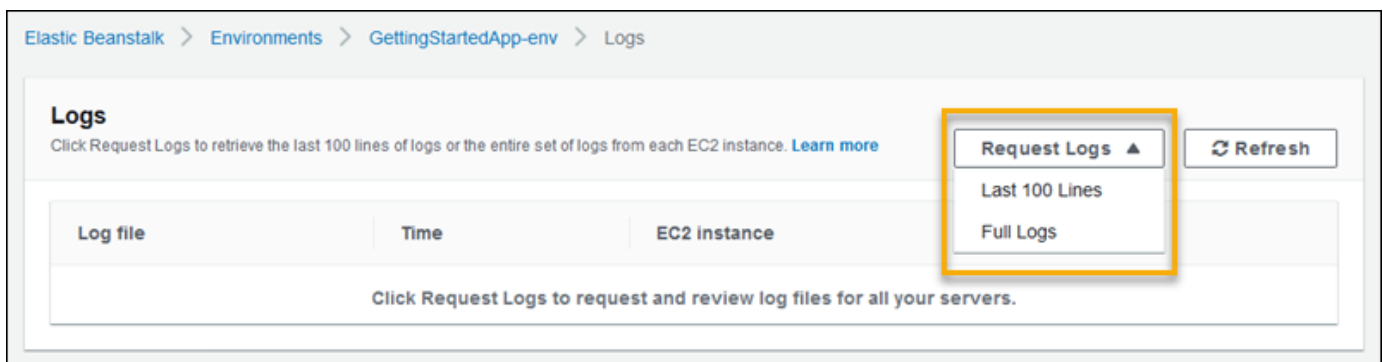 Elastic Beanstalk > Environments > GettingStartedApp-env > Logs
Logs
Click Request Logs to retrieve the last 100 lines of logs or the entire set of logs from each EC2 instance. Learn more
Request Logs ▲
Refresh
Last 100 Lines
Full Logs
Log file
Time
EC2 instance
Click Request Logs to request and review log files for all your servers.